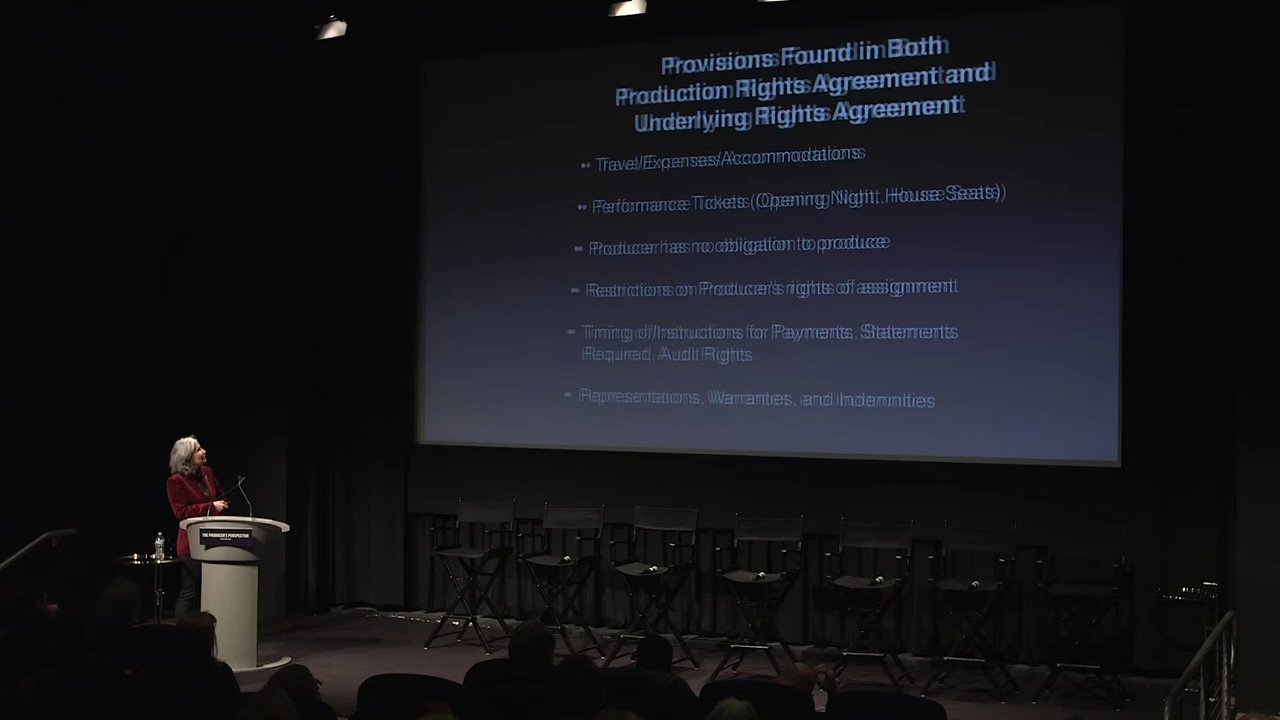 Provisions Found in Both
Production Rights Agreement and
Underlying Rights Agreement
• Travel/Expenses/Accommodations
• Performance Tickets (Opening Night, House Seats)
• Producer has no obligation to produce
• Restrictions on Producer's rights of assignment
• Timing of/Instructions for Payments, Statements
Required, Audit Rights
• Representations, Warranties, and Indemnities
THE PRODUCER'S PERSPECTIVE